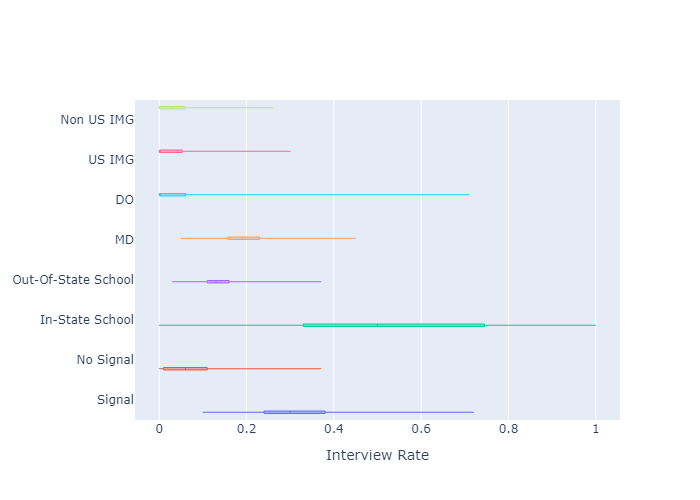 Non US IMG
US IMG
DO
MD
Out-Of-State School
In-State School
No Signal
Signal
0 0.2 0.4 0.6 0.8 1
Interview Rate